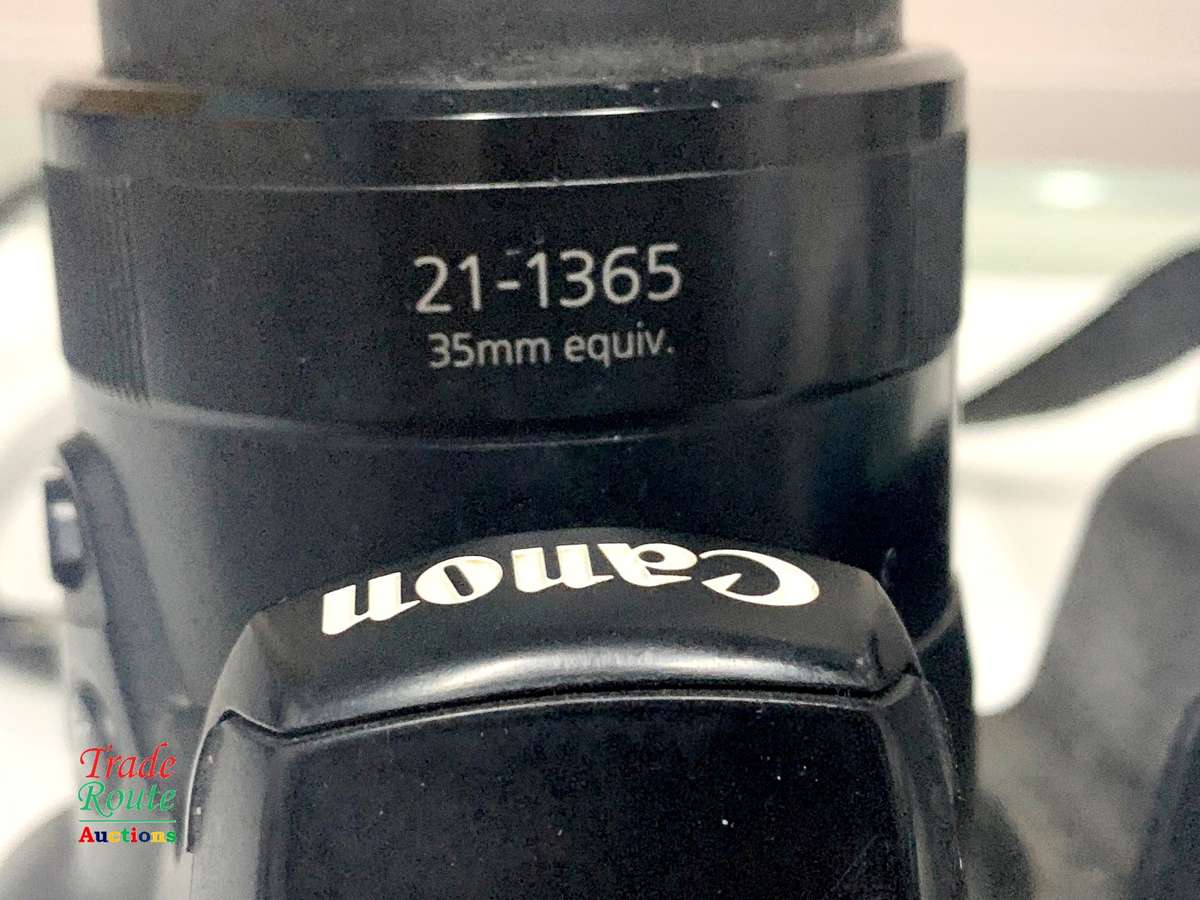 21-1365
35mm equiv.
Canon
Trade
Route
Auctions